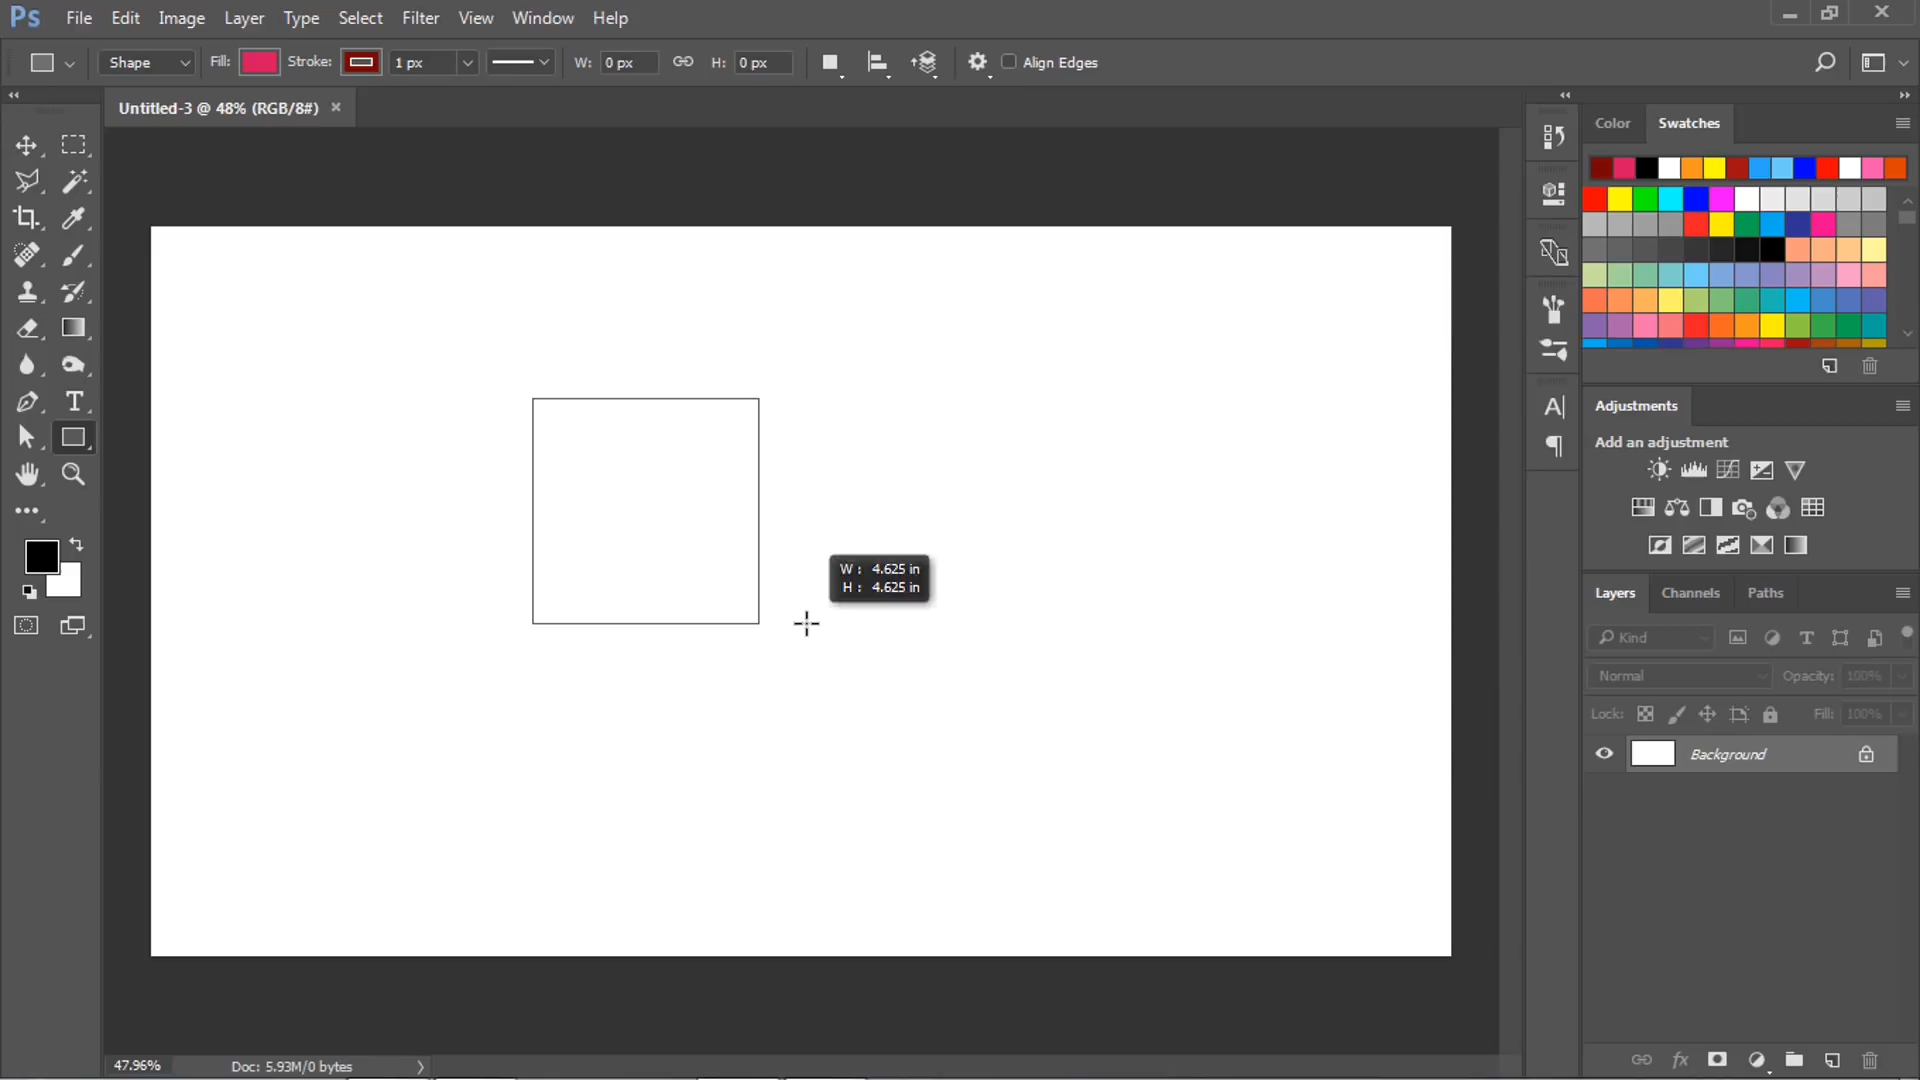 Ps File Edit Image Layer Type Select Filter View Window Help
Shape Fill: Stroke: 1 px W: 0 px H: 0 px Align Edges
Untitled-3 @ 48% (RGB/8#) ×
Color Swatches
W : 4.625 in
H : 4.625 in
Adjustments
Add an adjustment
Layers Channels Paths
Kind
Normal Opacity: 100%
Lock: Fill: 100%
Background
47.96% Doc: 5.93M/0 bytes